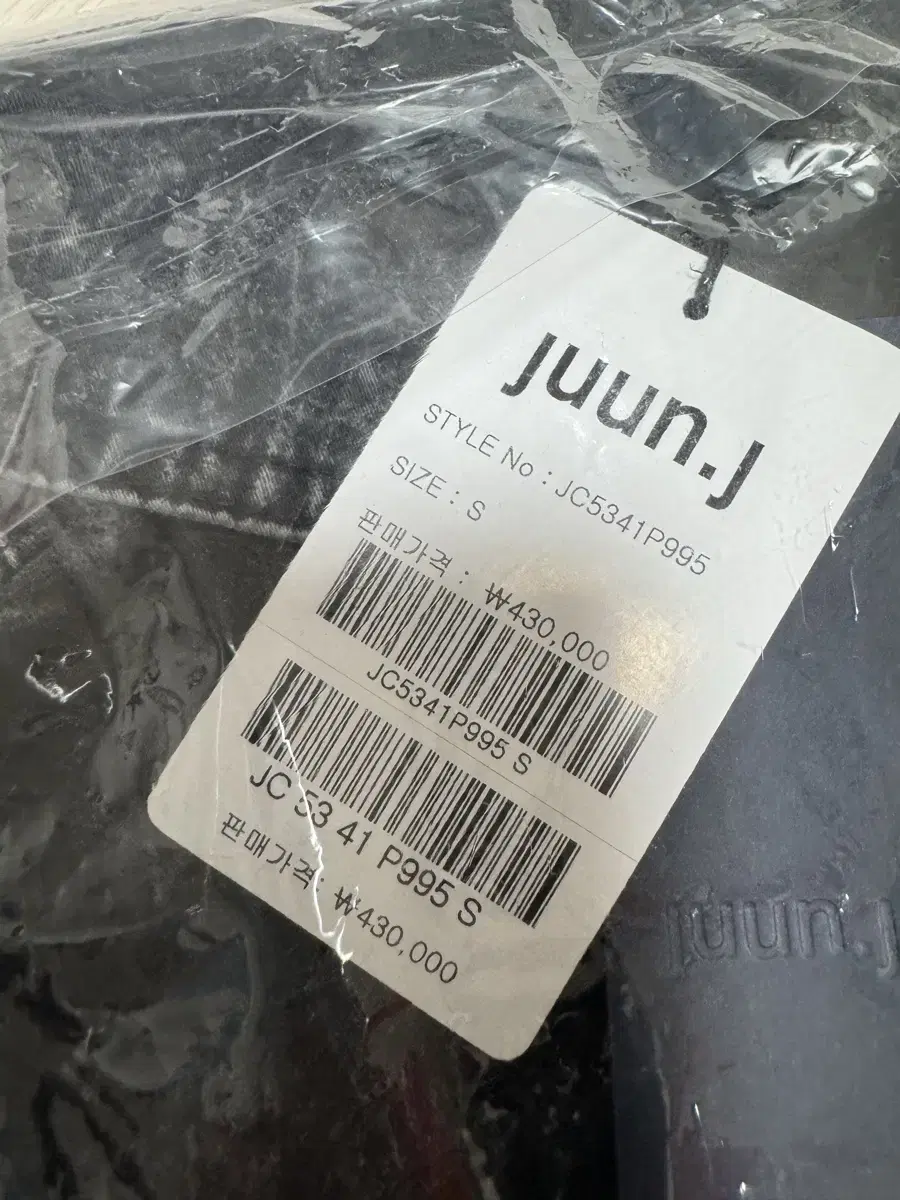 juun.j
STYLE No : JC5341P995
SIZE : S
판매가격 : ₩430,000
JC5341P995 S
JC 53 41 P995 S
판매가격: ₩430,000
juun.j